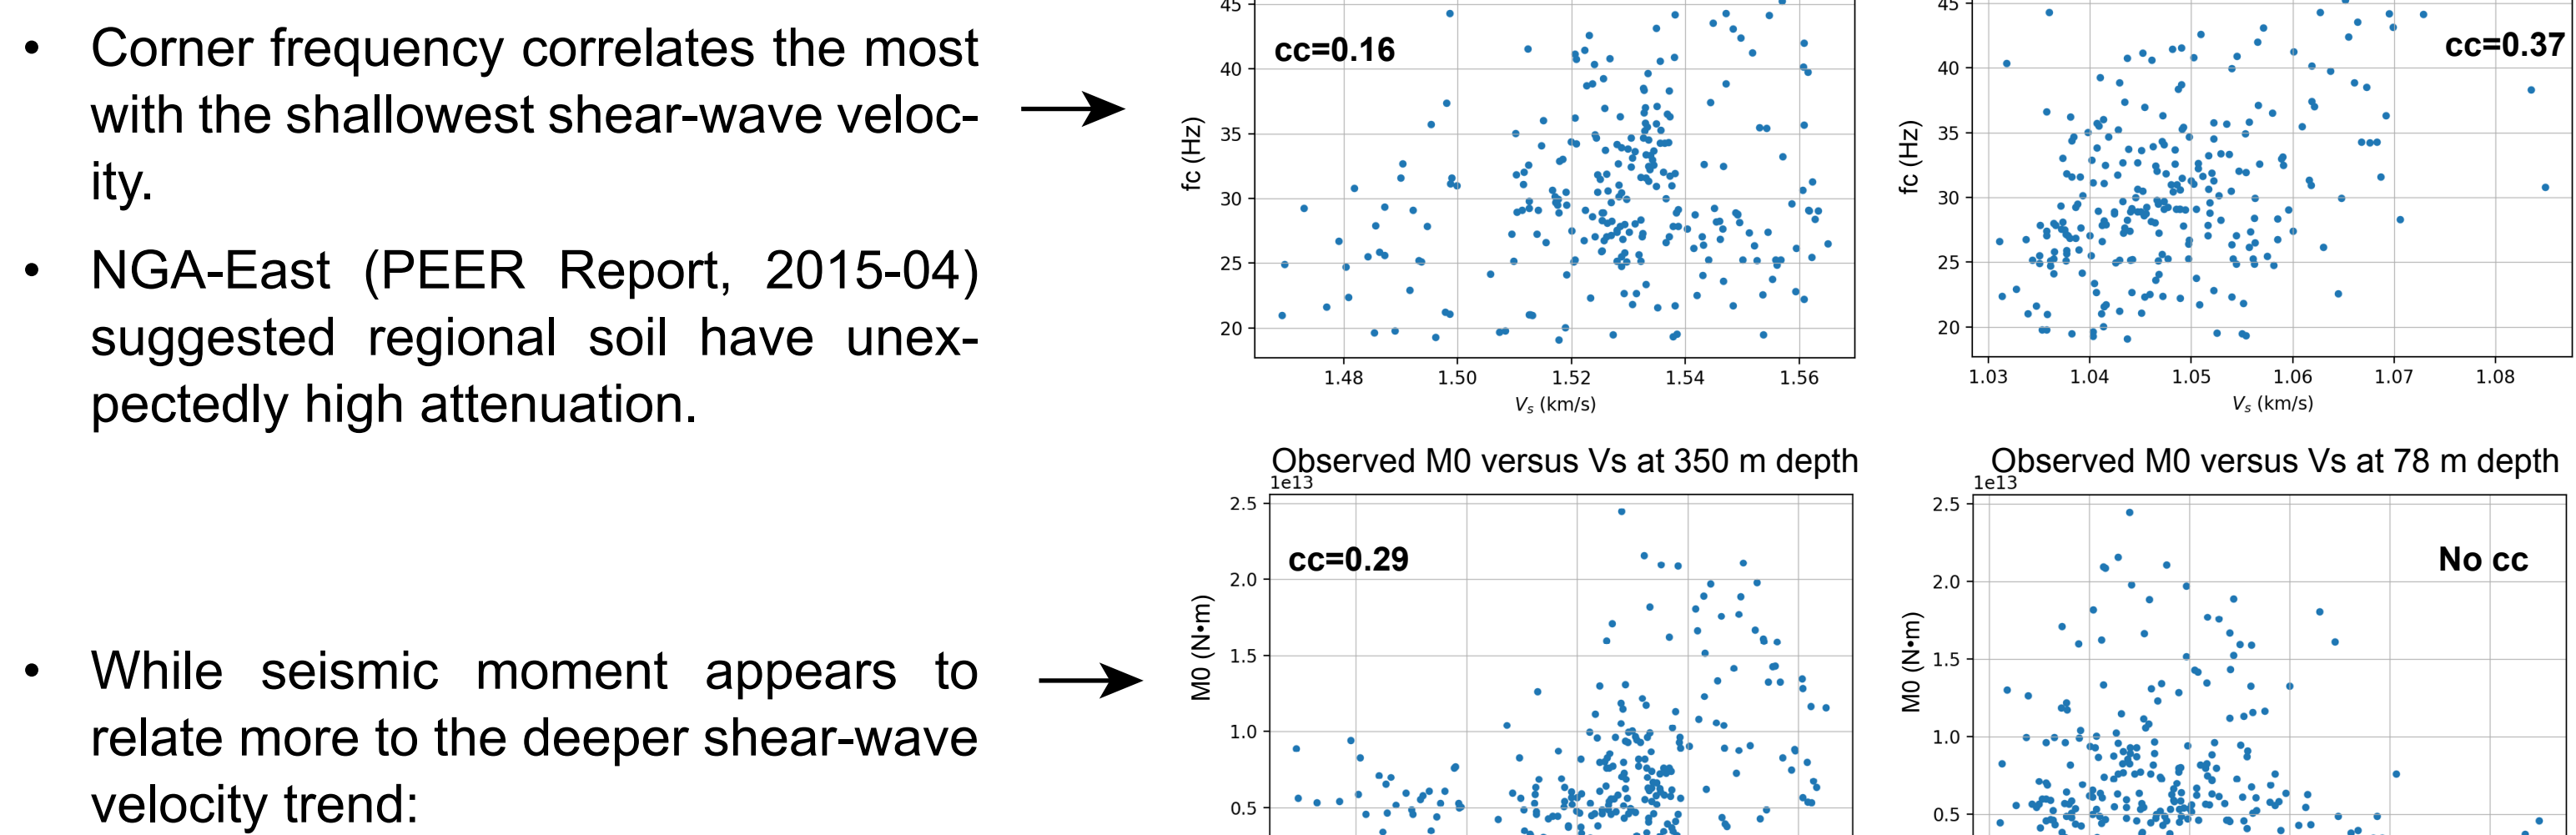 • Corner frequency correlates the most
with the shallowest shear-wave veloc-
ity.
• NGA-East (PEER Report, 2015-04)
suggested regional soil have unex-
pectedly high attenuation.
• While seismic moment appears to
relate more to the deeper shear-wave
velocity trend:
45
40
35
30
25
20
fc (Hz)
cc=0.16
1.48 1.50 1.52 1.54 1.56
Vs (km/s)
45
40
35
30
25
20
fc (Hz)
cc=0.37
1.03 1.04 1.05 1.06 1.07 1.08
Vs (km/s)
Observed M0 versus Vs at 350 m depth
1e13
2.5
2.0
1.5
1.0
0.5
M0 (N•m)
cc=0.29
Observed M0 versus Vs at 78 m depth
1e13
2.5
2.0
1.5
1.0
0.5
M0 (N•m)
No cc